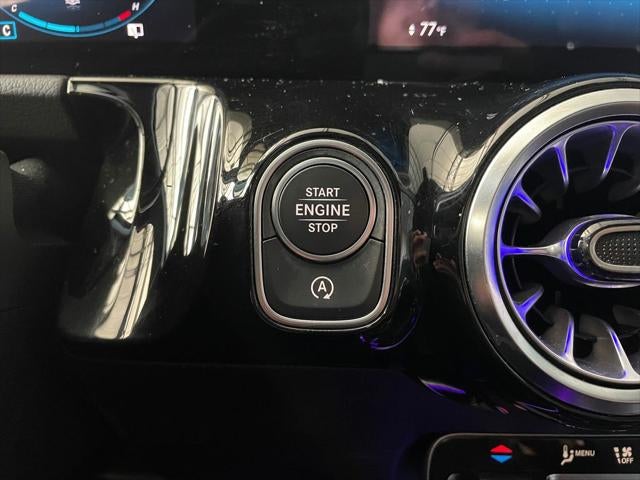 C H
C
77°F
START
ENGINE
STOP
A
MENU
OFF